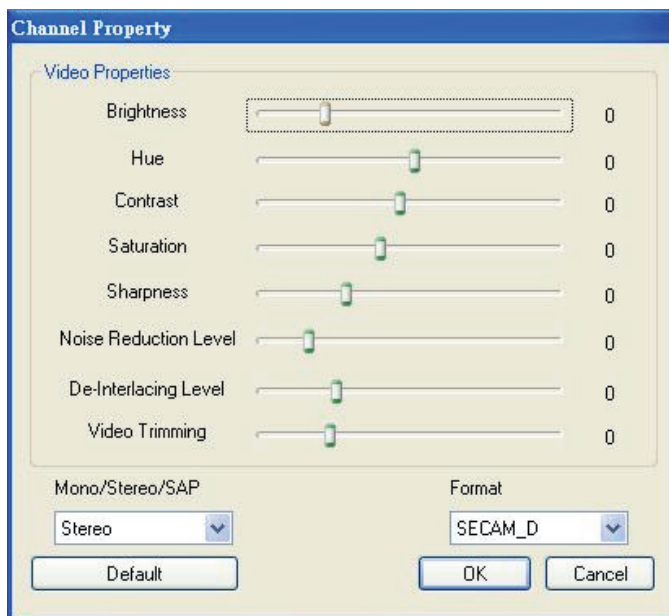 Channel Property
Video Properties
Brightness 0
Hue 0
Contrast 0
Saturation 0
Sharpness 0
Noise Reduction Level 0
De-Interlacing Level 0
Video Trimming 0
Mono/Stereo/SAP Format
Stereo SECAM_D
Default OK Cancel